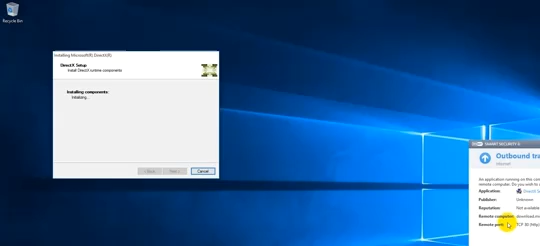 Recycle Bin
Installing Microsoft(R) DirectX(R)
DirectX Setup
Install DirectX runtime components
Installing components:
Initializing...
< Back
Next >
Cancel
SMART SECURITY
Outbound tra
Internet
An application running on this com
remote computer. Do you wish to
Application: DirectX S
Publisher: Unknown
Reputation: Not available
Remote computer: download.m
Remote port: TCP 80 (http)